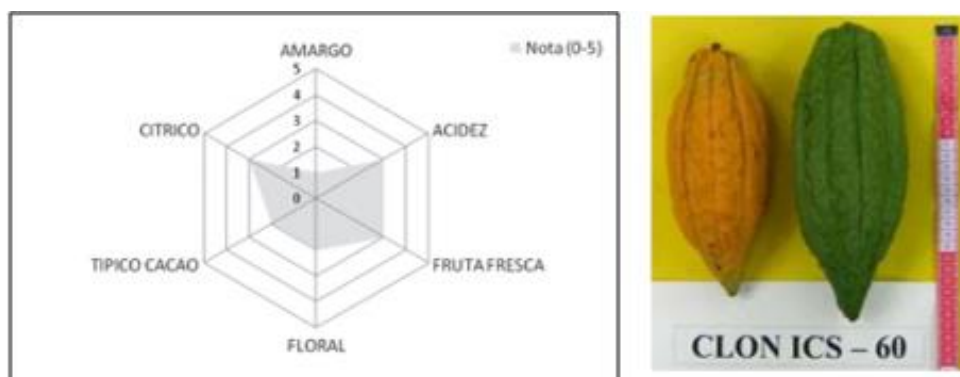 AMARGO
Nota (0-5)
5
4
3
2
1
0
ACIDEZ
FRUTA FRESCA
FLORAL
TIPICO CACAO
CITRICO
CLON ICS – 60